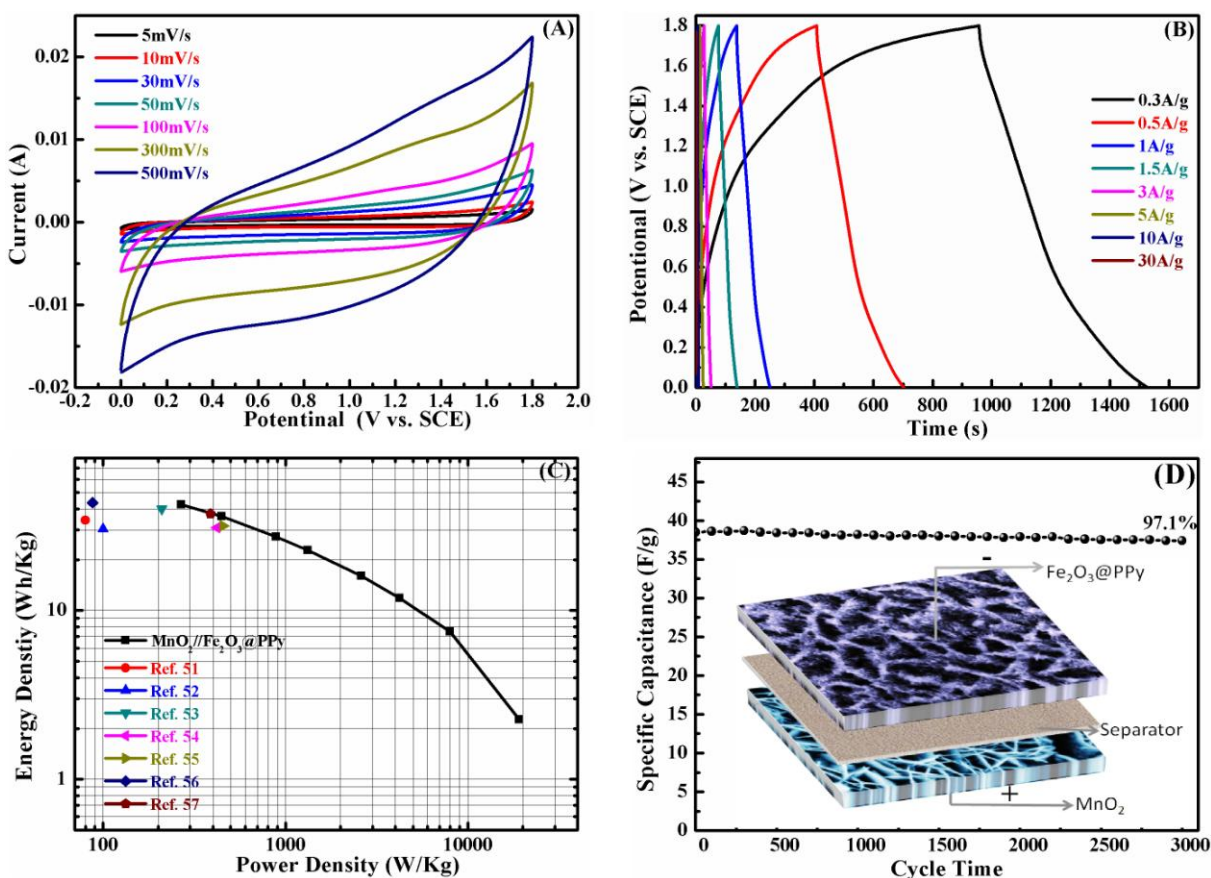 (A)
5mV/s
10mV/s
30mV/s
50mV/s
100mV/s
300mV/s
500mV/s
0.02
0.01
0.00
-0.01
-0.02
Current (A)
-0.2 0.0 0.2 0.4 0.6 0.8 1.0 1.2 1.4 1.6 1.8 2.0
Potentinal (V vs. SCE)
(B)
1.8
1.6
1.4
1.2
1.0
0.8
0.6
0.4
0.2
0.0
Potentional (V vs. SCE)
0.3A/g
0.5A/g
1A/g
1.5A/g
3A/g
5A/g
10A/g
30A/g
0 200 400 600 800 1000 1200 1400 1600
Time (s)
(C)
10
1
Energy Denstiy (Wh/Kg)
MnO₂//Fe₂O₃@PPy
Ref. 51
Ref. 52
Ref. 53
Ref. 54
Ref. 55
Ref. 56
Ref. 57
100 1000 10000
Power Density (W/Kg)
(D)
45
40
35
30
25
20
15
10
5
0
Specific Capacitance (F/g)
97.1%
-
Fe₂O₃@PPy
Separator
+
MnO₂
0 500 1000 1500 2000 2500 3000
Cycle Time